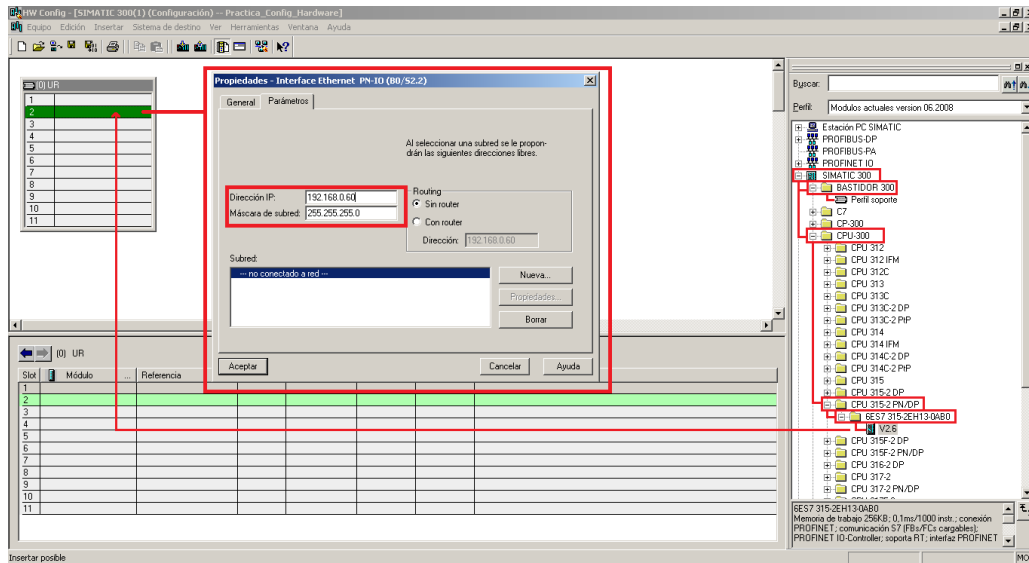 HW Config - [SIMATIC 300(1) (Configuración) -- Practica_Config_Hardware]
Equipo Edición Insertar Sistema de destino Ver Herramientas Ventana Ayuda
(0) UR
1
2
3
4
5
6
7
8
9
10
11
Propiedades - Interface Ethernet PN-IO (B0/S2.2)
General Parámetros
Al seleccionar una subred se le propon-
drán las siguientes direcciones libres.
Dirección IP: 192.168.0.60
Máscara de subred: 255.255.255.0
Routing
Sin router
Con router
Dirección: 192.168.0.60
Subred:
--- no conectado a red ---
Nueva...
Propiedades...
Borrar
Aceptar Cancelar Ayuda
(0) UR
Slot Módulo ... Referencia
1
2
3
4
5
6
7
8
9
10
11
Buscar:
Perfil: Modulos actuales version 06.2008
Estación PC SIMATIC
PROFIBUS-DP
PROFIBUS-PA
PROFINET IO
SIMATIC 300
BASTIDOR 300
Perfil soporte
C7
CP-300
CPU-300
CPU 312
CPU 312 IFM
CPU 312C
CPU 313
CPU 313C
CPU 313C-2 DP
CPU 313C-2 PtP
CPU 314
CPU 314 IFM
CPU 314C-2 DP
CPU 314C-2 PtP
CPU 315
CPU 315-2 DP
CPU 315-2 PN/DP
6ES7 315-2EH13-0AB0
V2.6
CPU 315F-2 DP
CPU 315F-2 PN/DP
CPU 316-2 DP
CPU 317-2
CPU 317-2 PN/DP
6ES7 315-2EH13-0AB0
Memoria de trabajo 256KB; 0,1ms/1000 instr.; conexión
PROFINET; comunicación S7 (FBs/FCs cargables);
PROFINET IO-Controller; soporta RT; interfaz PROFINET
Insertar posible